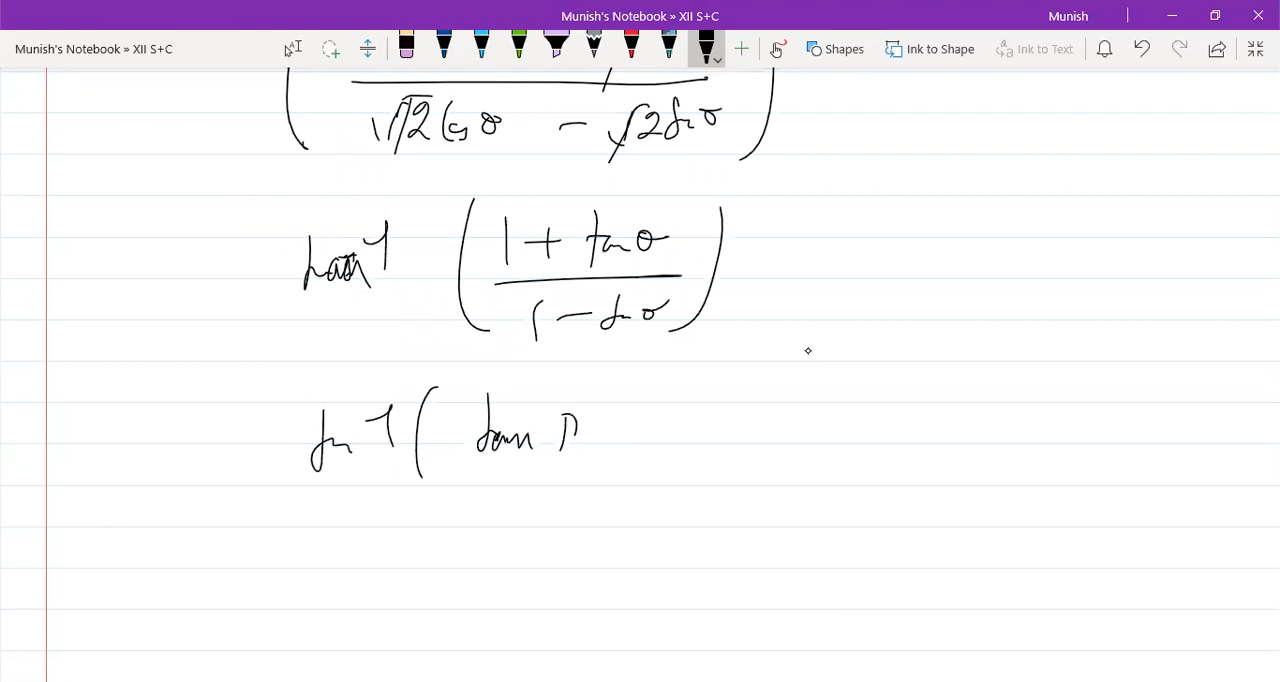 Munish's Notebook » XII S+C
Munish
Munish's Notebook » XII S+C
Shapes
Ink to Shape
Ink to Text
√2 Cos θ - √2 Sin θ
tan⁻¹ ( 1 + tan θ / 1 - tan θ )
tan⁻¹ ( tan